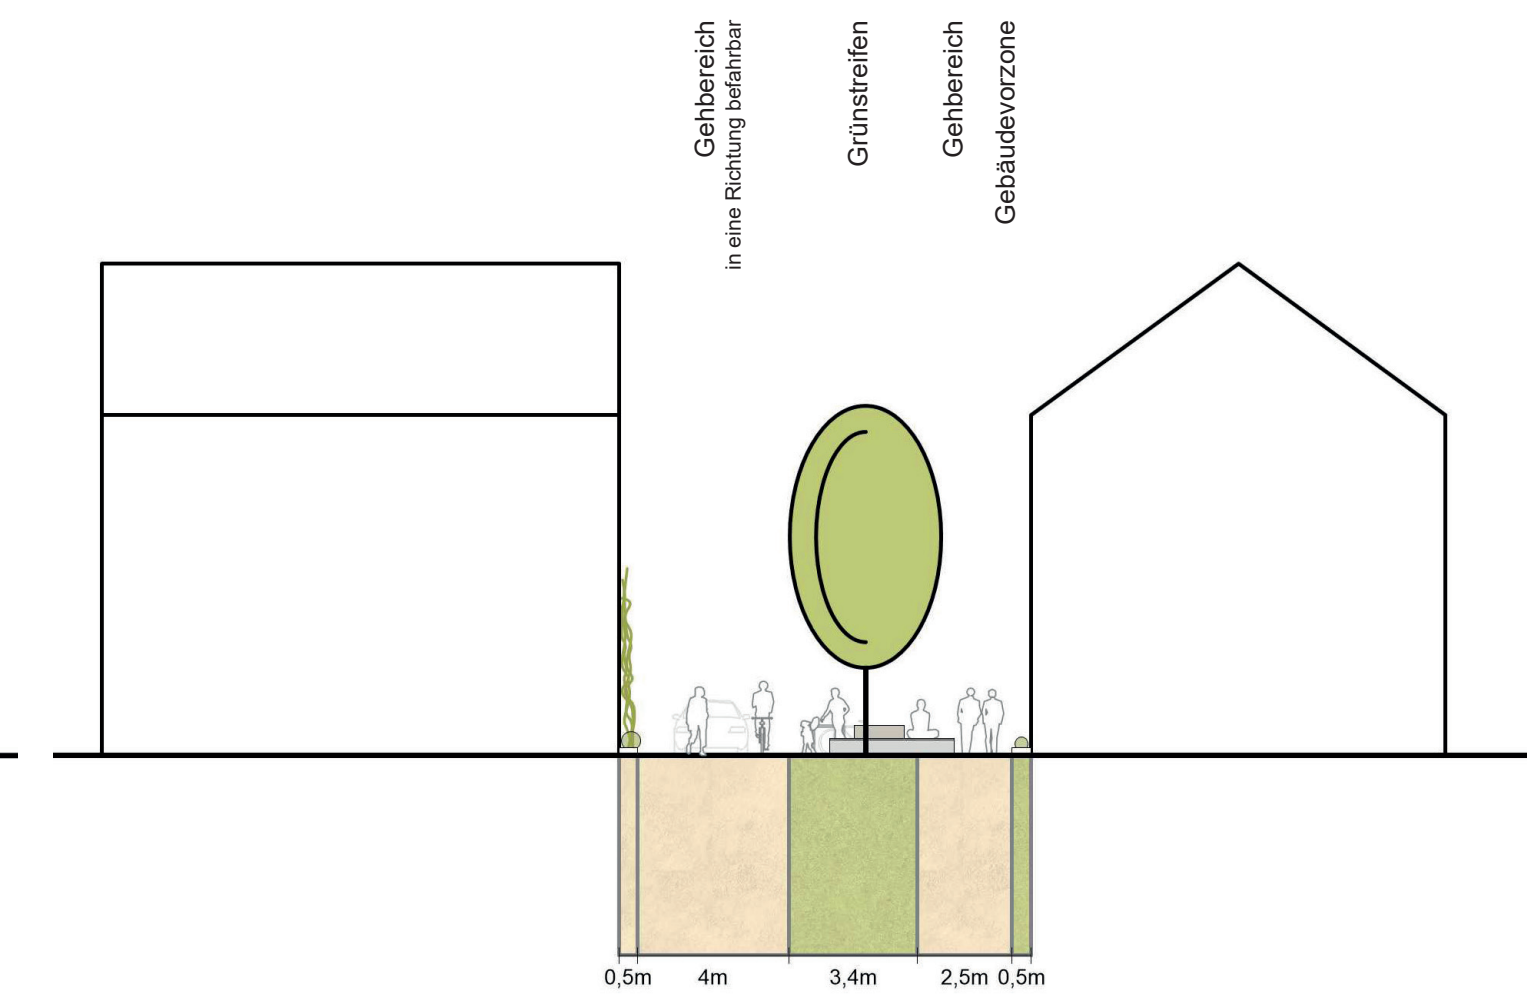 Gehbereich
in eine Richtung befahrbar
Grünstreifen
Gehbereich
Gebäudevorzone
0,5m
4m
3,4m
2,5m
0,5m